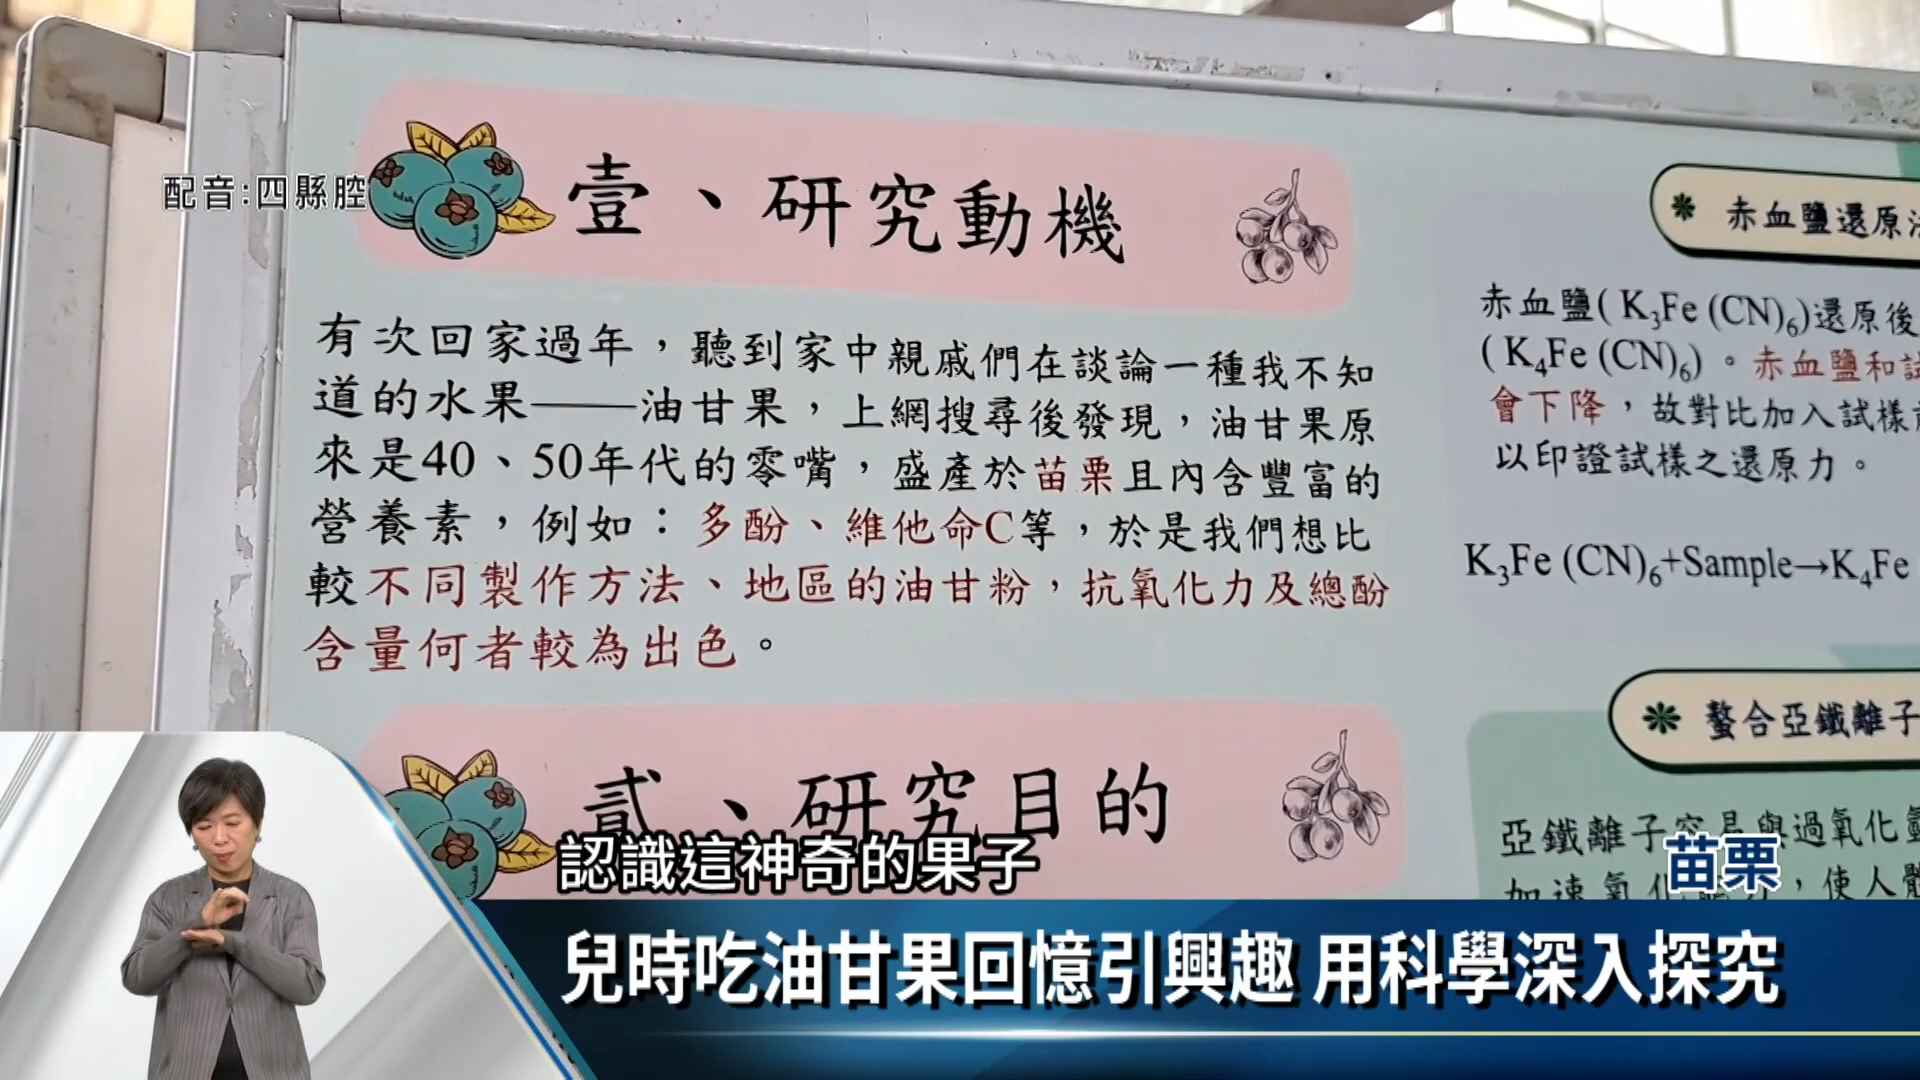 配音:四縣腔
壹、研究動機
有次回家過年，聽到家中親戚們在談論一種我不知
道的水果——油甘果，上網搜尋後發現，油甘果原
來是40、50年代的零嘴，盛產於苗栗且內含豐富的
營養素，例如：多酚、維他命C等，於是我們想比
較不同製作方法、地區的油甘粉，抗氧化力及總酚
含量何者較為出色。
貳、研究目的
赤血鹽還原
赤血鹽( K₃Fe (CN)₆)還原後
( K₄Fe (CN)₆) 。赤血鹽和
會下降，故對比加入試樣
以印證試樣之還原力。
K₃Fe (CN)₆+Sample→K₄Fe
螯合亞鐵離子
亞鐵離子容易與過氧化
加速氧化，使人
認識這神奇的果子
苗栗
兒時吃油甘果回憶引興趣 用科學深入探究